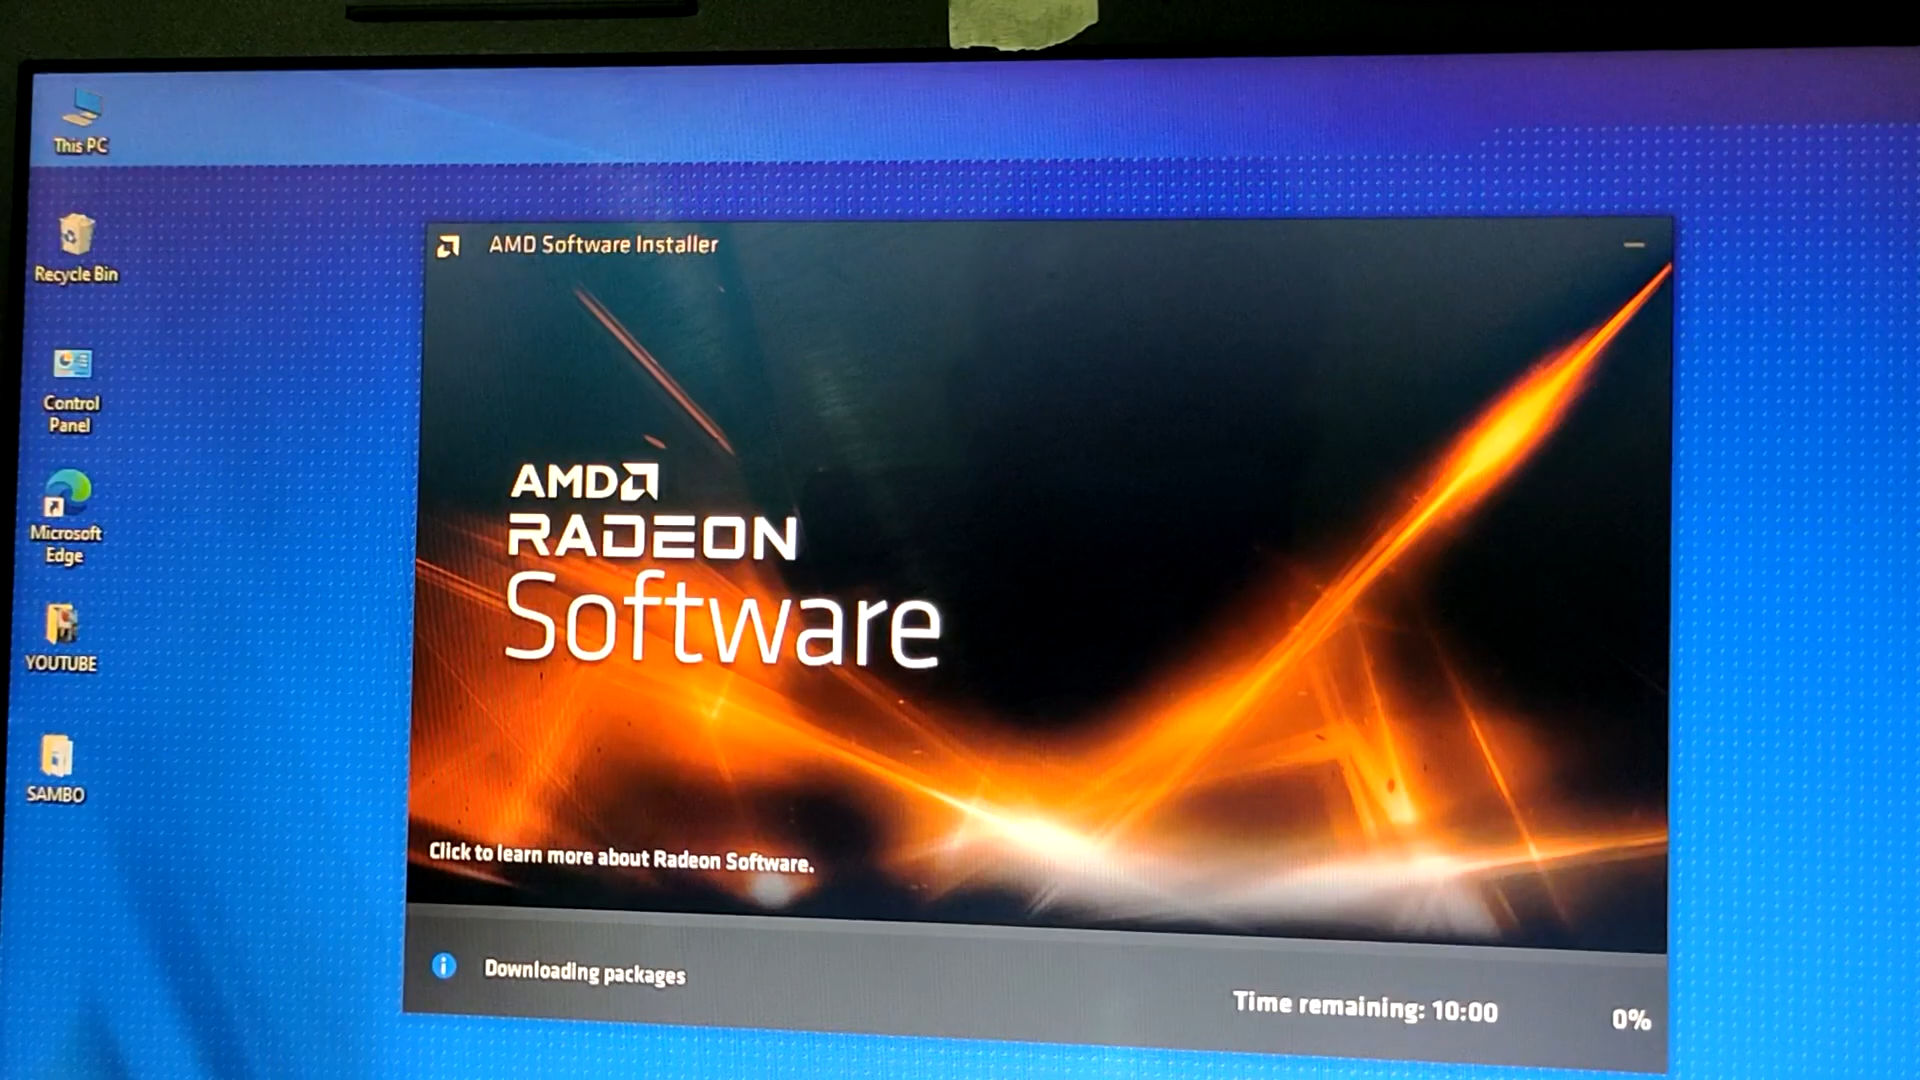 This PC
Recycle Bin
Control
Panel
Microsoft
Edge
YOUTUBE
SAMBO
AMD Software Installer
AMD
RADEON
Software
Click to learn more about Radeon Software.
Downloading packages
Time remaining: 10:00
0%